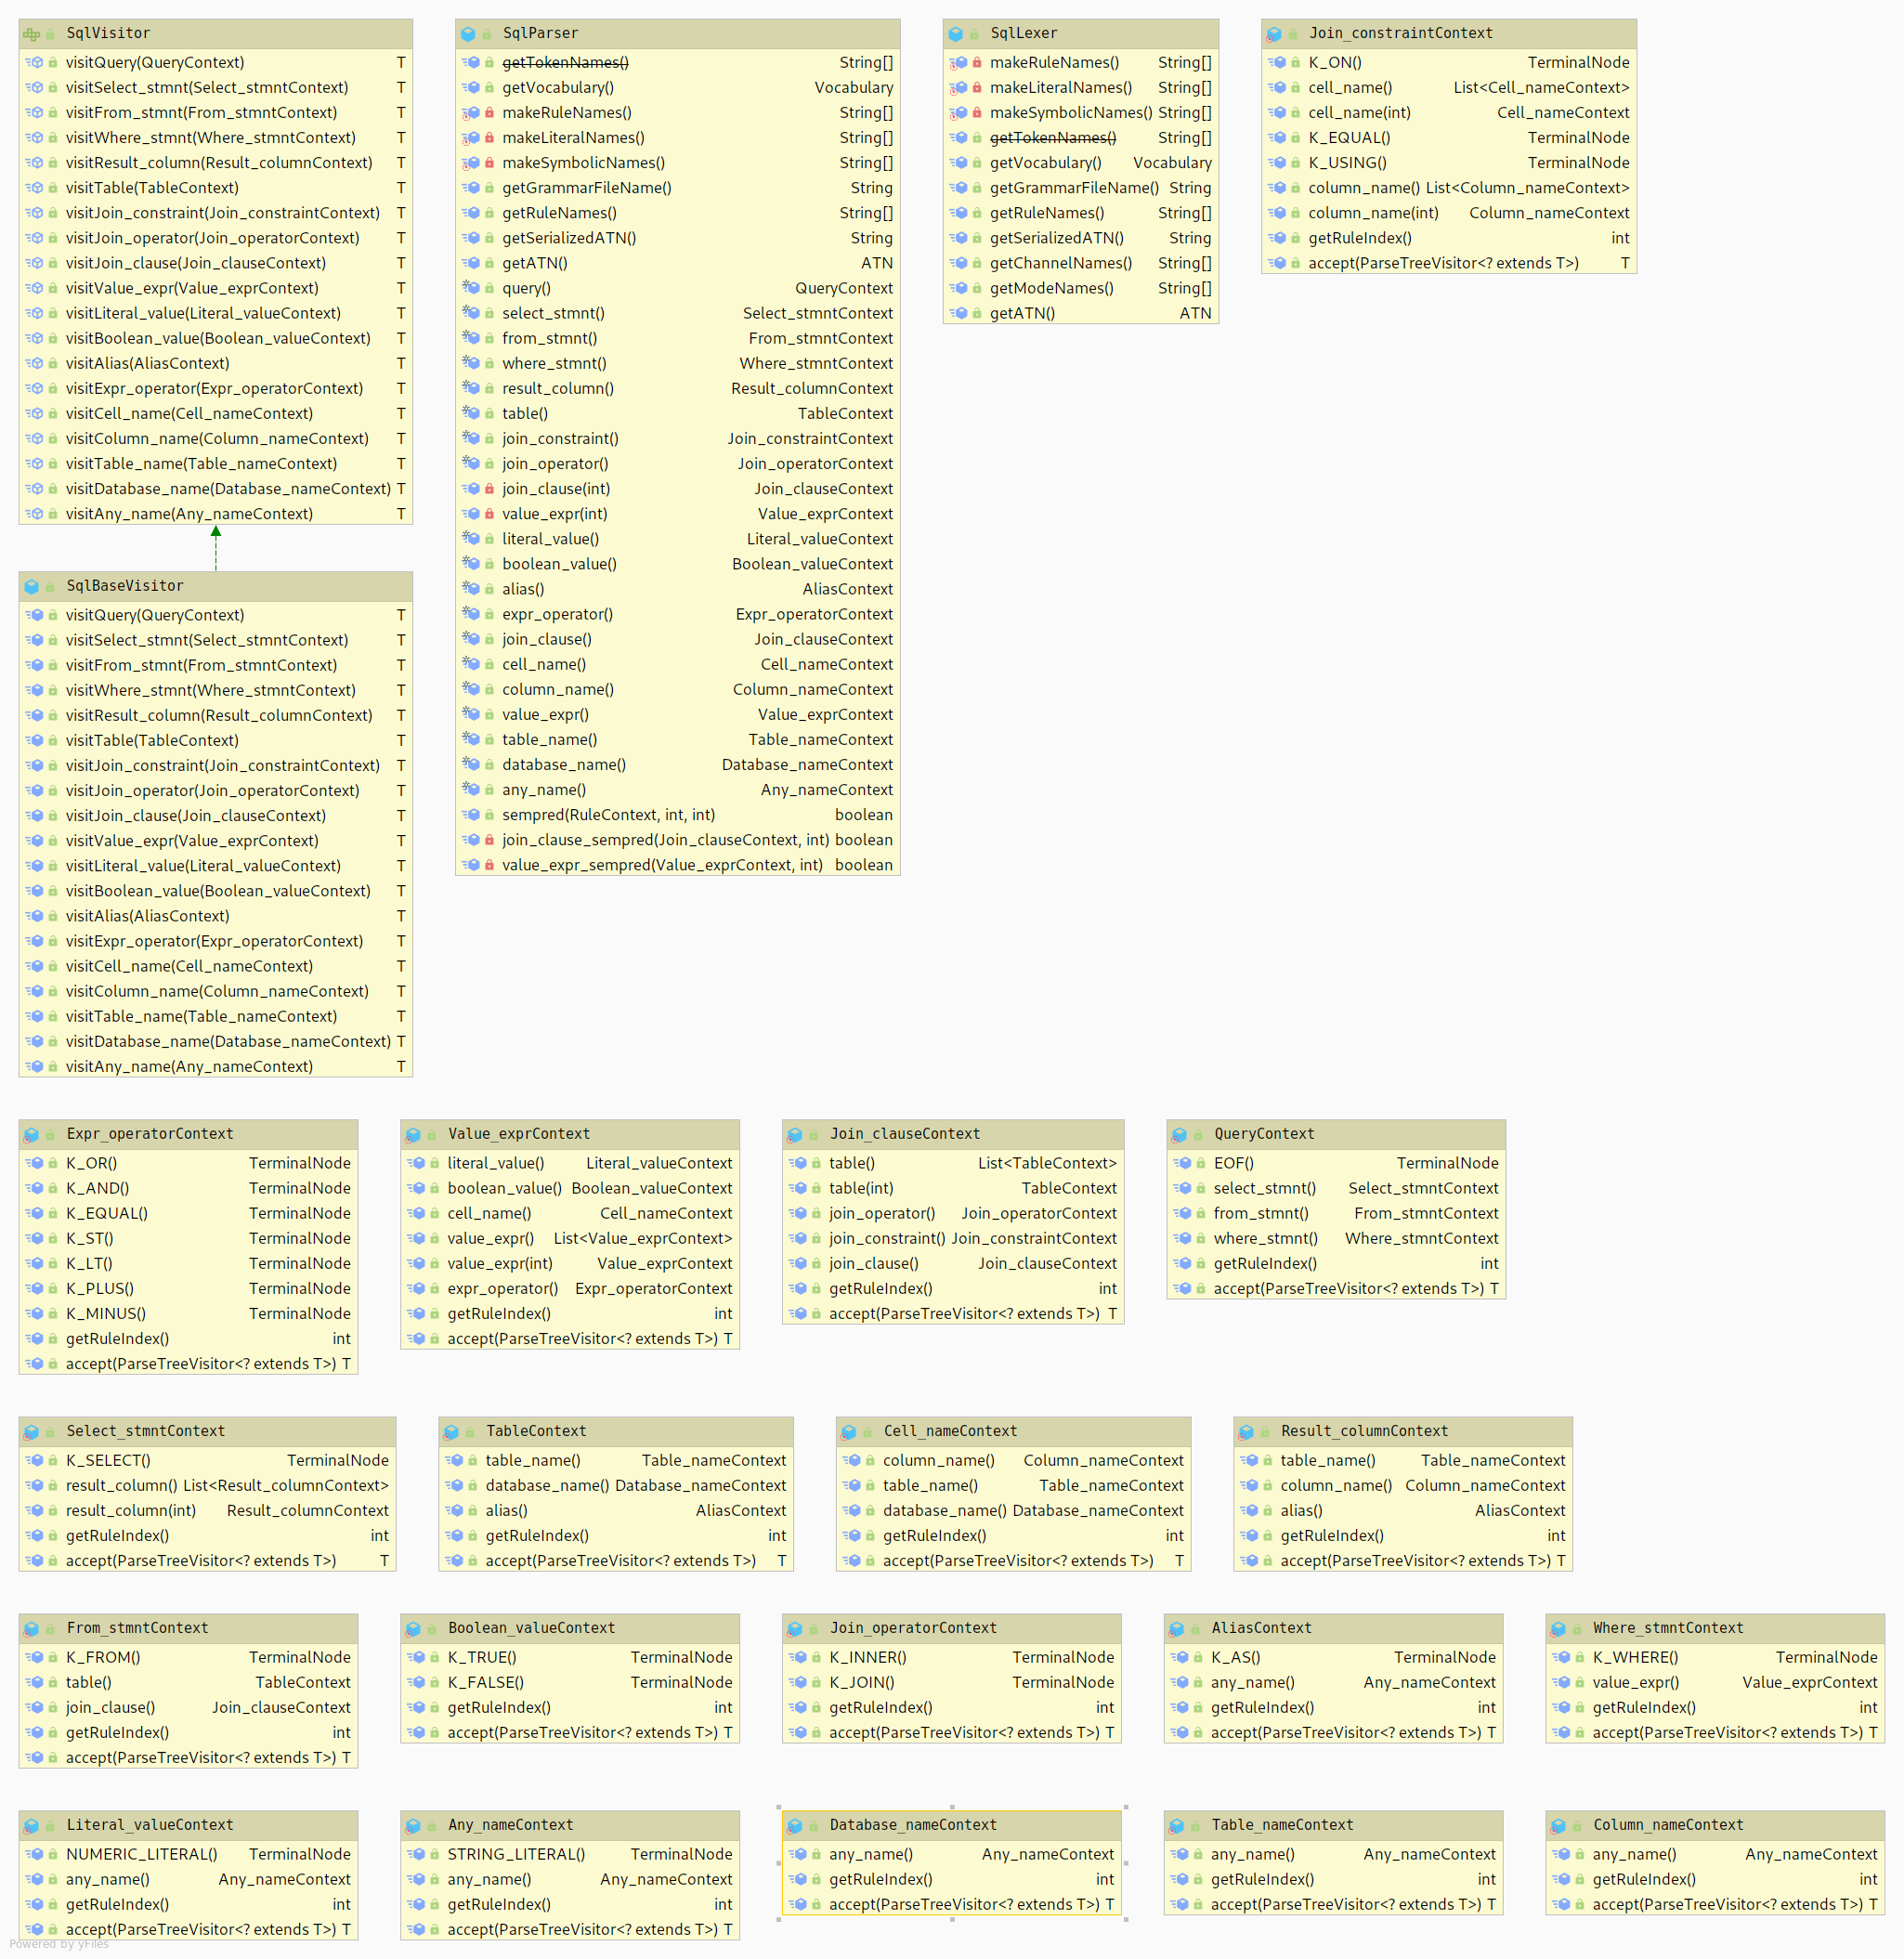 SqlVisitor
visitQuery(QueryContext) T
visitSelect_stmnt(Select_stmntContext) T
visitFrom_stmnt(From_stmntContext) T
visitWhere_stmnt(Where_stmntContext) T
visitResult_column(Result_columnContext) T
visitTable(TableContext) T
visitJoin_constraint(Join_constraintContext) T
visitJoin_operator(Join_operatorContext) T
visitJoin_clause(Join_clauseContext) T
visitValue_expr(Value_exprContext) T
visitLiteral_value(Literal_valueContext) T
visitBoolean_value(Boolean_valueContext) T
visitAlias(AliasContext) T
visitExpr_operator(Expr_operatorContext) T
visitCell_name(Cell_nameContext) T
visitColumn_name(Column_nameContext) T
visitTable_name(Table_nameContext) T
visitDatabase_name(Database_nameContext) T
visitAny_name(Any_nameContext) T
SqlBaseVisitor
visitQuery(QueryContext) T
visitSelect_stmnt(Select_stmntContext) T
visitFrom_stmnt(From_stmntContext) T
visitWhere_stmnt(Where_stmntContext) T
visitResult_column(Result_columnContext) T
visitTable(TableContext) T
visitJoin_constraint(Join_constraintContext) T
visitJoin_operator(Join_operatorContext) T
visitJoin_clause(Join_clauseContext) T
visitValue_expr(Value_exprContext) T
visitLiteral_value(Literal_valueContext) T
visitBoolean_value(Boolean_valueContext) T
visitAlias(AliasContext) T
visitExpr_operator(Expr_operatorContext) T
visitCell_name(Cell_nameContext) T
visitColumn_name(Column_nameContext) T
visitTable_name(Table_nameContext) T
visitDatabase_name(Database_nameContext) T
visitAny_name(Any_nameContext) T
SqlParser
getTokenNames() String[]
getVocabulary() Vocabulary
makeRuleNames() String[]
makeLiteralNames() String[]
makeSymbolicNames() String[]
getGrammarFileName() String
getRuleNames() String[]
getSerializedATN() String
getATN() ATN
query() QueryContext
select_stmnt() Select_stmntContext
from_stmnt() From_stmntContext
where_stmnt() Where_stmntContext
result_column() Result_columnContext
table() TableContext
join_constraint() Join_constraintContext
join_operator() Join_operatorContext
join_clause(int) Join_clauseContext
value_expr(int) Value_exprContext
literal_value() Literal_valueContext
boolean_value() Boolean_valueContext
alias() AliasContext
expr_operator() Expr_operatorContext
join_clause() Join_clauseContext
cell_name() Cell_nameContext
column_name() Column_nameContext
value_expr() Value_exprContext
table_name() Table_nameContext
database_name() Database_nameContext
any_name() Any_nameContext
sempred(RuleContext, int, int) boolean
join_clause_sempred(Join_clauseContext, int) boolean
value_expr_sempred(Value_exprContext, int) boolean
SqlLexer
makeRuleNames() String[]
makeLiteralNames() String[]
makeSymbolicNames() String[]
getTokenNames() String[]
getVocabulary() Vocabulary
getGrammarFileName() String
getRuleNames() String[]
getSerializedATN() String
getChannelNames() String[]
getModeNames() String[]
getATN() ATN
Join_constraintContext
K_ON() TerminalNode
cell_name() List<Cell_nameContext>
cell_name(int) Cell_nameContext
K_EQUAL() TerminalNode
K_USING() TerminalNode
column_name() List<Column_nameContext>
column_name(int) Column_nameContext
getRuleIndex() int
accept(ParseTreeVisitor<? extends T>) T
Expr_operatorContext
K_OR() TerminalNode
K_AND() TerminalNode
K_EQUAL() TerminalNode
K_ST() TerminalNode
K_LT() TerminalNode
K_PLUS() TerminalNode
K_MINUS() TerminalNode
getRuleIndex() int
accept(ParseTreeVisitor<? extends T>) T
Value_exprContext
literal_value() Literal_valueContext
boolean_value() Boolean_valueContext
cell_name() Cell_nameContext
value_expr() List<Value_exprContext>
value_expr(int) Value_exprContext
expr_operator() Expr_operatorContext
getRuleIndex() int
accept(ParseTreeVisitor<? extends T>) T
Join_clauseContext
table() List<TableContext>
table(int) TableContext
join_operator() Join_operatorContext
join_constraint() Join_constraintContext
join_clause() Join_clauseContext
getRuleIndex() int
accept(ParseTreeVisitor<? extends T>) T
QueryContext
EOF() TerminalNode
select_stmnt() Select_stmntContext
from_stmnt() From_stmntContext
where_stmnt() Where_stmntContext
getRuleIndex() int
accept(ParseTreeVisitor<? extends T>) T
Select_stmntContext
K_SELECT() TerminalNode
result_column() List<Result_columnContext>
result_column(int) Result_columnContext
getRuleIndex() int
accept(ParseTreeVisitor<? extends T>) T
TableContext
table_name() Table_nameContext
database_name() Database_nameContext
alias() AliasContext
getRuleIndex() int
accept(ParseTreeVisitor<? extends T>) T
Cell_nameContext
column_name() Column_nameContext
table_name() Table_nameContext
database_name() Database_nameContext
getRuleIndex() int
accept(ParseTreeVisitor<? extends T>) T
Result_columnContext
table_name() Table_nameContext
column_name() Column_nameContext
alias() AliasContext
getRuleIndex() int
accept(ParseTreeVisitor<? extends T>) T
From_stmntContext
K_FROM() TerminalNode
table() TableContext
join_clause() Join_clauseContext
getRuleIndex() int
accept(ParseTreeVisitor<? extends T>) T
Boolean_valueContext
K_TRUE() TerminalNode
K_FALSE() TerminalNode
getRuleIndex() int
accept(ParseTreeVisitor<? extends T>) T
Join_operatorContext
K_INNER() TerminalNode
K_JOIN() TerminalNode
getRuleIndex() int
accept(ParseTreeVisitor<? extends T>) T
AliasContext
K_AS() TerminalNode
any_name() Any_nameContext
getRuleIndex() int
accept(ParseTreeVisitor<? extends T>) T
Where_stmntContext
K_WHERE() TerminalNode
value_expr() Value_exprContext
getRuleIndex() int
accept(ParseTreeVisitor<? extends T>) T
Literal_valueContext
NUMERIC_LITERAL() TerminalNode
any_name() Any_nameContext
getRuleIndex() int
accept(ParseTreeVisitor<? extends T>) T
Any_nameContext
STRING_LITERAL() TerminalNode
any_name() Any_nameContext
getRuleIndex() int
accept(ParseTreeVisitor<? extends T>) T
Database_nameContext
any_name() Any_nameContext
getRuleIndex() int
accept(ParseTreeVisitor<? extends T>) T
Table_nameContext
any_name() Any_nameContext
getRuleIndex() int
accept(ParseTreeVisitor<? extends T>) T
Column_nameContext
any_name() Any_nameContext
getRuleIndex() int
accept(ParseTreeVisitor<? extends T>) T
Powered by yFiles